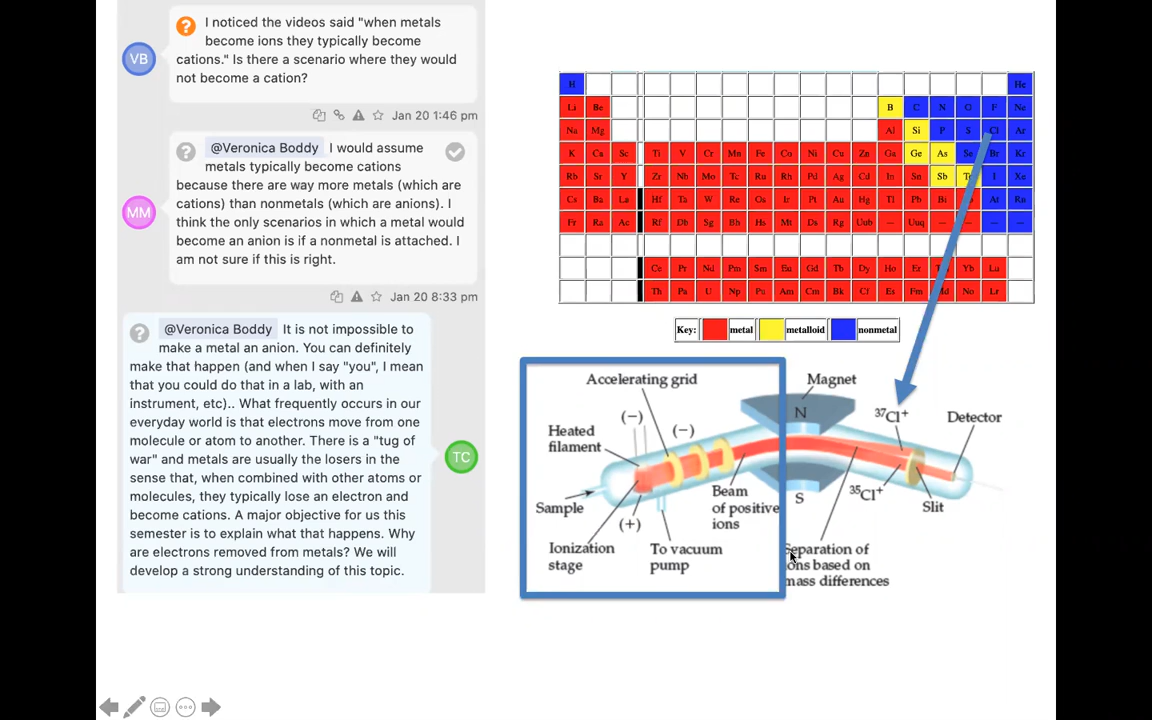 I noticed the videos said "when metals
become ions they typically become
cations." Is there a scenario where they would
not become a cation?
VB
Jan 20 1:46 pm
@Veronica Boddy I would assume
metals typically become cations
because there are way more metals (which are
cations) than nonmetals (which are anions). I
think the only scenarios in which a metal would
become an anion is if a nonmetal is attached. I
am not sure if this is right.
MM
Jan 20 8:33 pm
@Veronica Boddy It is not impossible to
make a metal an anion. You can definitely
make that happen (and when I say "you", I mean
that you could do that in a lab, with an
instrument, etc).. What frequently occurs in our
everyday world is that electrons move from one
molecule or atom to another. There is a "tug of
war" and metals are usually the losers in the
sense that, when combined with other atoms or
molecules, they typically lose an electron and
become cations. A major objective for us this
semester is to explain what that happens. Why
are electrons removed from metals? We will
develop a strong understanding of this topic.
TC
H He
Li Be B C N O F Ne
Na Mg Al Si P S Cl Ar
K Ca Sc Ti V Cr Mn Fe Co Ni Cu Zn Ga Ge As Se Br Kr
Rb Sr Y Zr Nb Mo Tc Ru Rh Pd Ag Cd In Sn Sb Te I Xe
Cs Ba La Hf Ta W Re Os Ir Pt Au Hg Tl Pb Bi At Rn
Fr Ra Ac Rf Db Sg Bh Hs Mt Ds Rg Uub — Uuq — — — —
Ce Pr Nd Pm Sm Eu Gd Tb Dy Ho Er Yb Lu
Th Pa U Np Pu Am Cm Bk Cf Es Fm Md No Lr
Key: metal metalloid nonmetal
Accelerating grid
Magnet
(−)
(−)
N
37Cl+
Detector
Heated
filament
Sample
Beam
of positive
ions
S
35Cl+
Slit
(+)
Ionization
stage
To vacuum
pump
Separation of
ions based on
mass differences